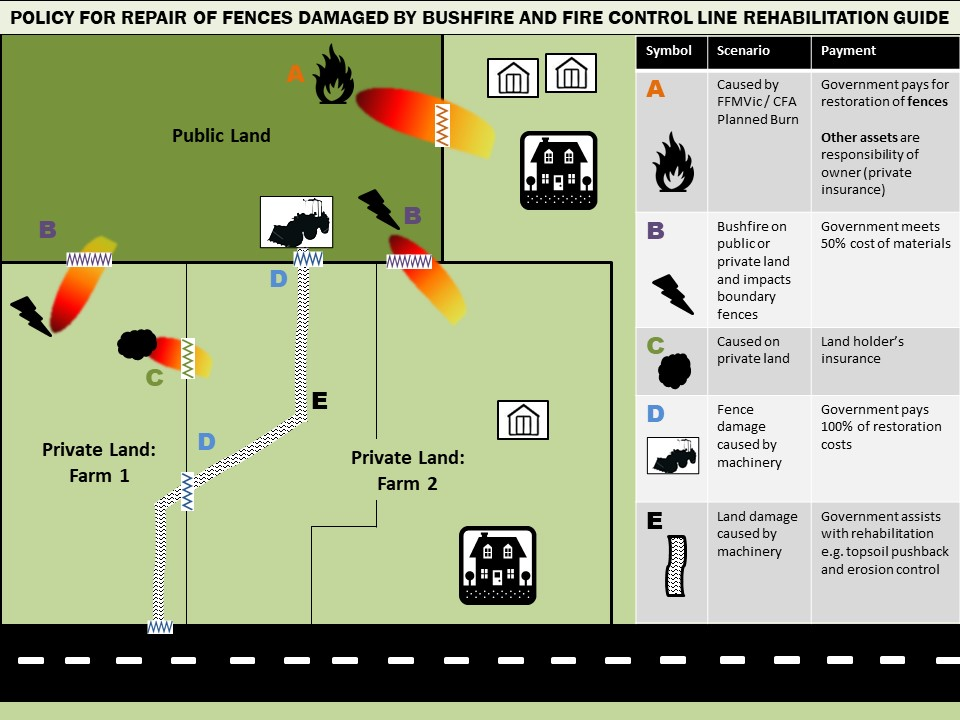 POLICY FOR REPAIR OF FENCES DAMAGED BY BUSHFIRE AND FIRE CONTROL LINE REHABILITATION GUIDE
A
Public Land
B
B
D
C
E
D
Private Land:
Farm 1
Private Land:
Farm 2
Symbol Scenario Payment
A
Caused by
FFMVic / CFA
Planned Burn
Government pays for
restoration of fences
Other assets are
responsibility of
owner (private
insurance)
B
Bushfire on
public or
private land
and impacts
boundary
fences
Government meets
50% cost of materials
C
Caused on
private land
Land holder's
insurance
D
Fence
damage
caused by
machinery
Government pays
100% of restoration
costs
E
Land damage
caused by
machinery
Government assists
with rehabilitation
e.g. topsoil pushback
and erosion control